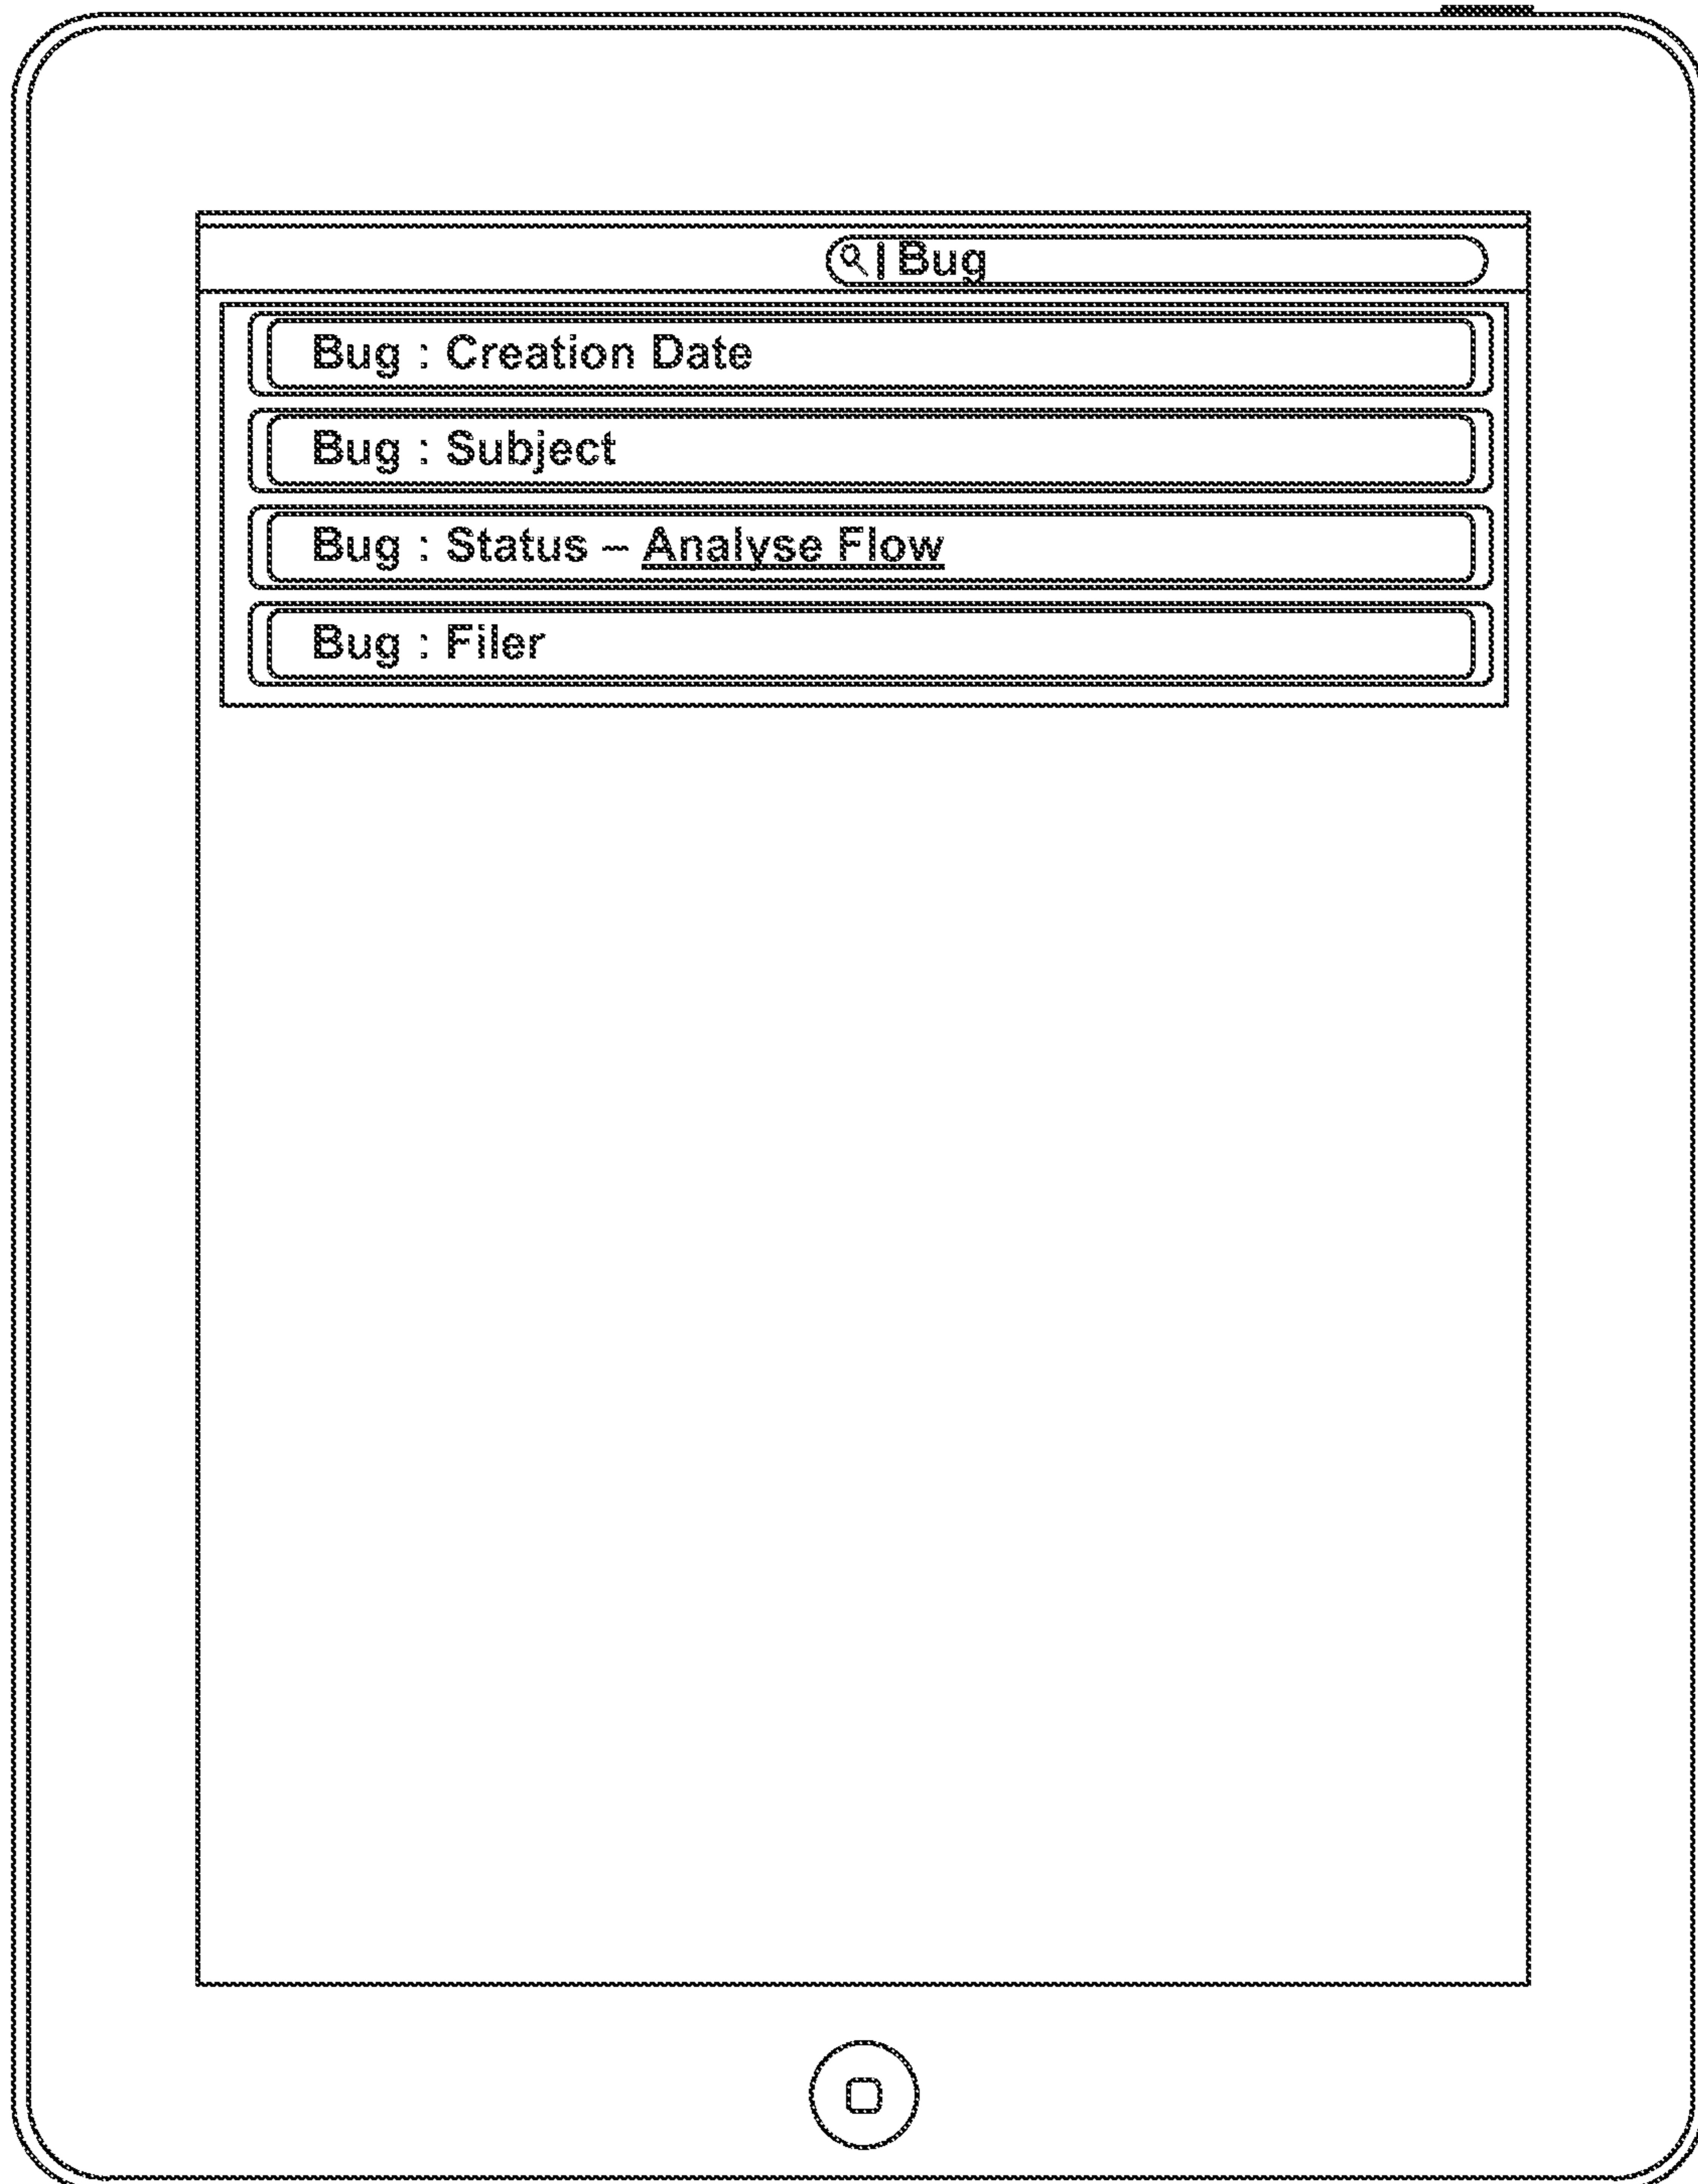 | Bug
Bug : Creation Date
Bug : Subject
Bug : Status – Analyse Flow
Bug : Filer